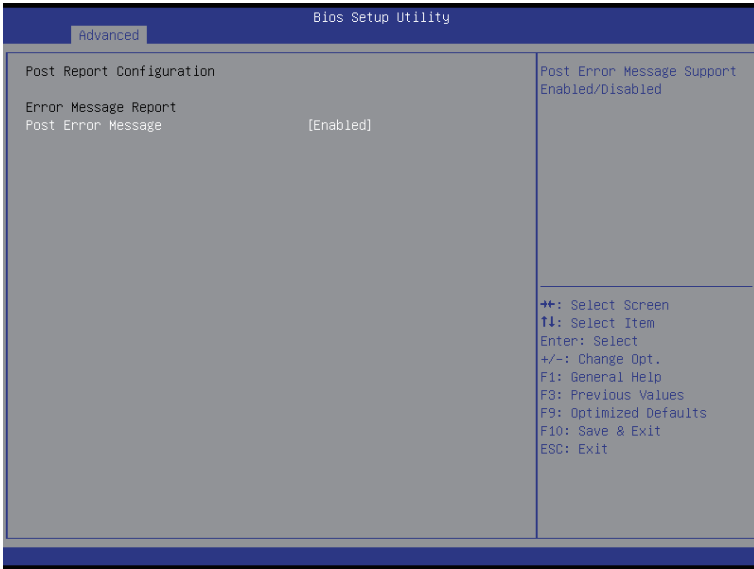 Bios Setup Utility
Advanced
Post Report Configuration
Error Message Report
Post Error Message [Enabled]
Post Error Message Support
Enabled/Disabled
→←: Select Screen
↑↓: Select Item
Enter: Select
+/-: Change Opt.
F1: General Help
F3: Previous Values
F9: Optimized Defaults
F10: Save & Exit
ESC: Exit